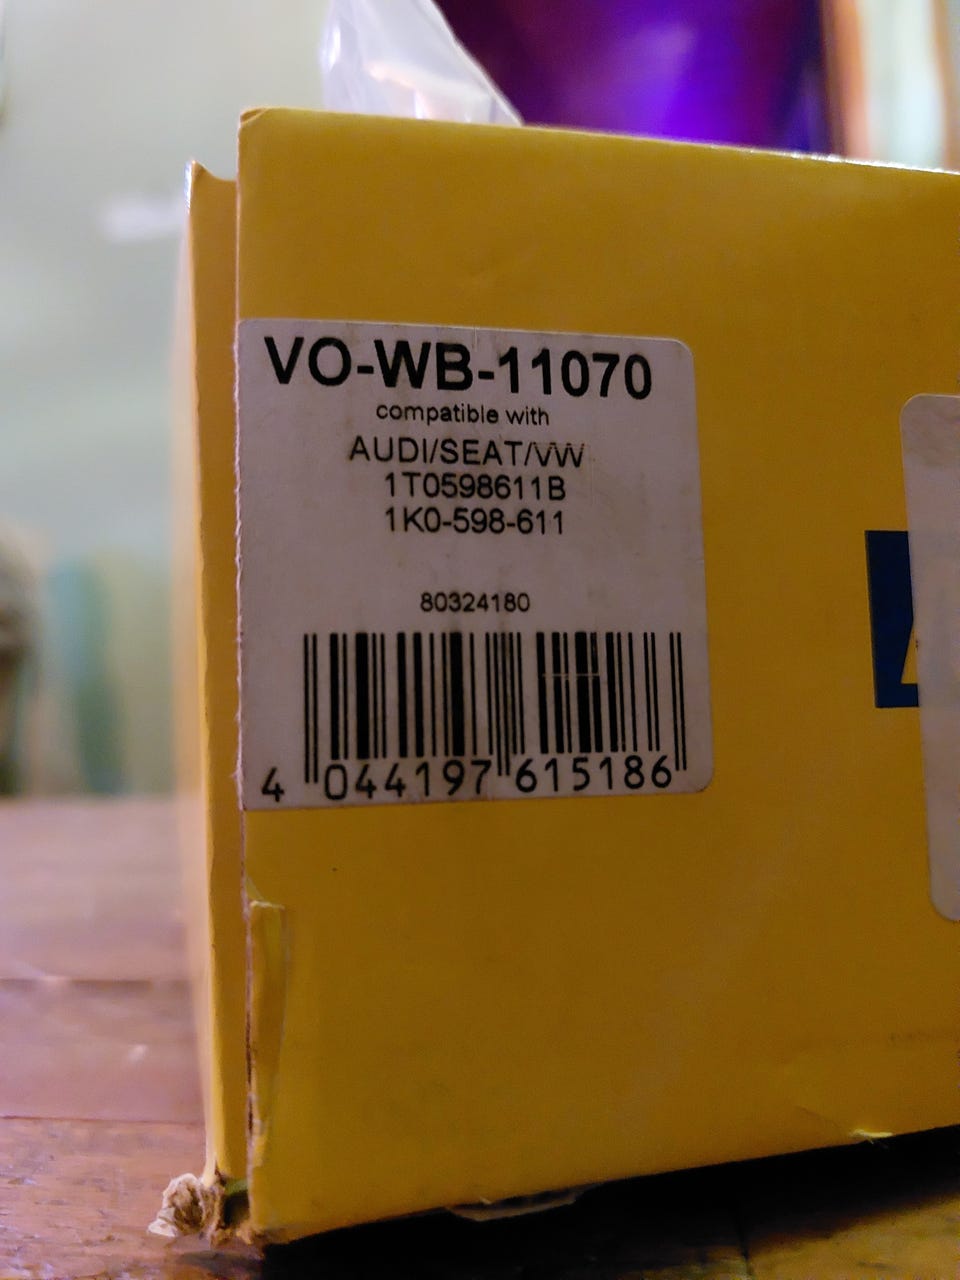 VO-WB-11070
compatible with
AUDI/SEAT/VW
1T0598611B
1K0-598-611
80324180
4 044197 615186